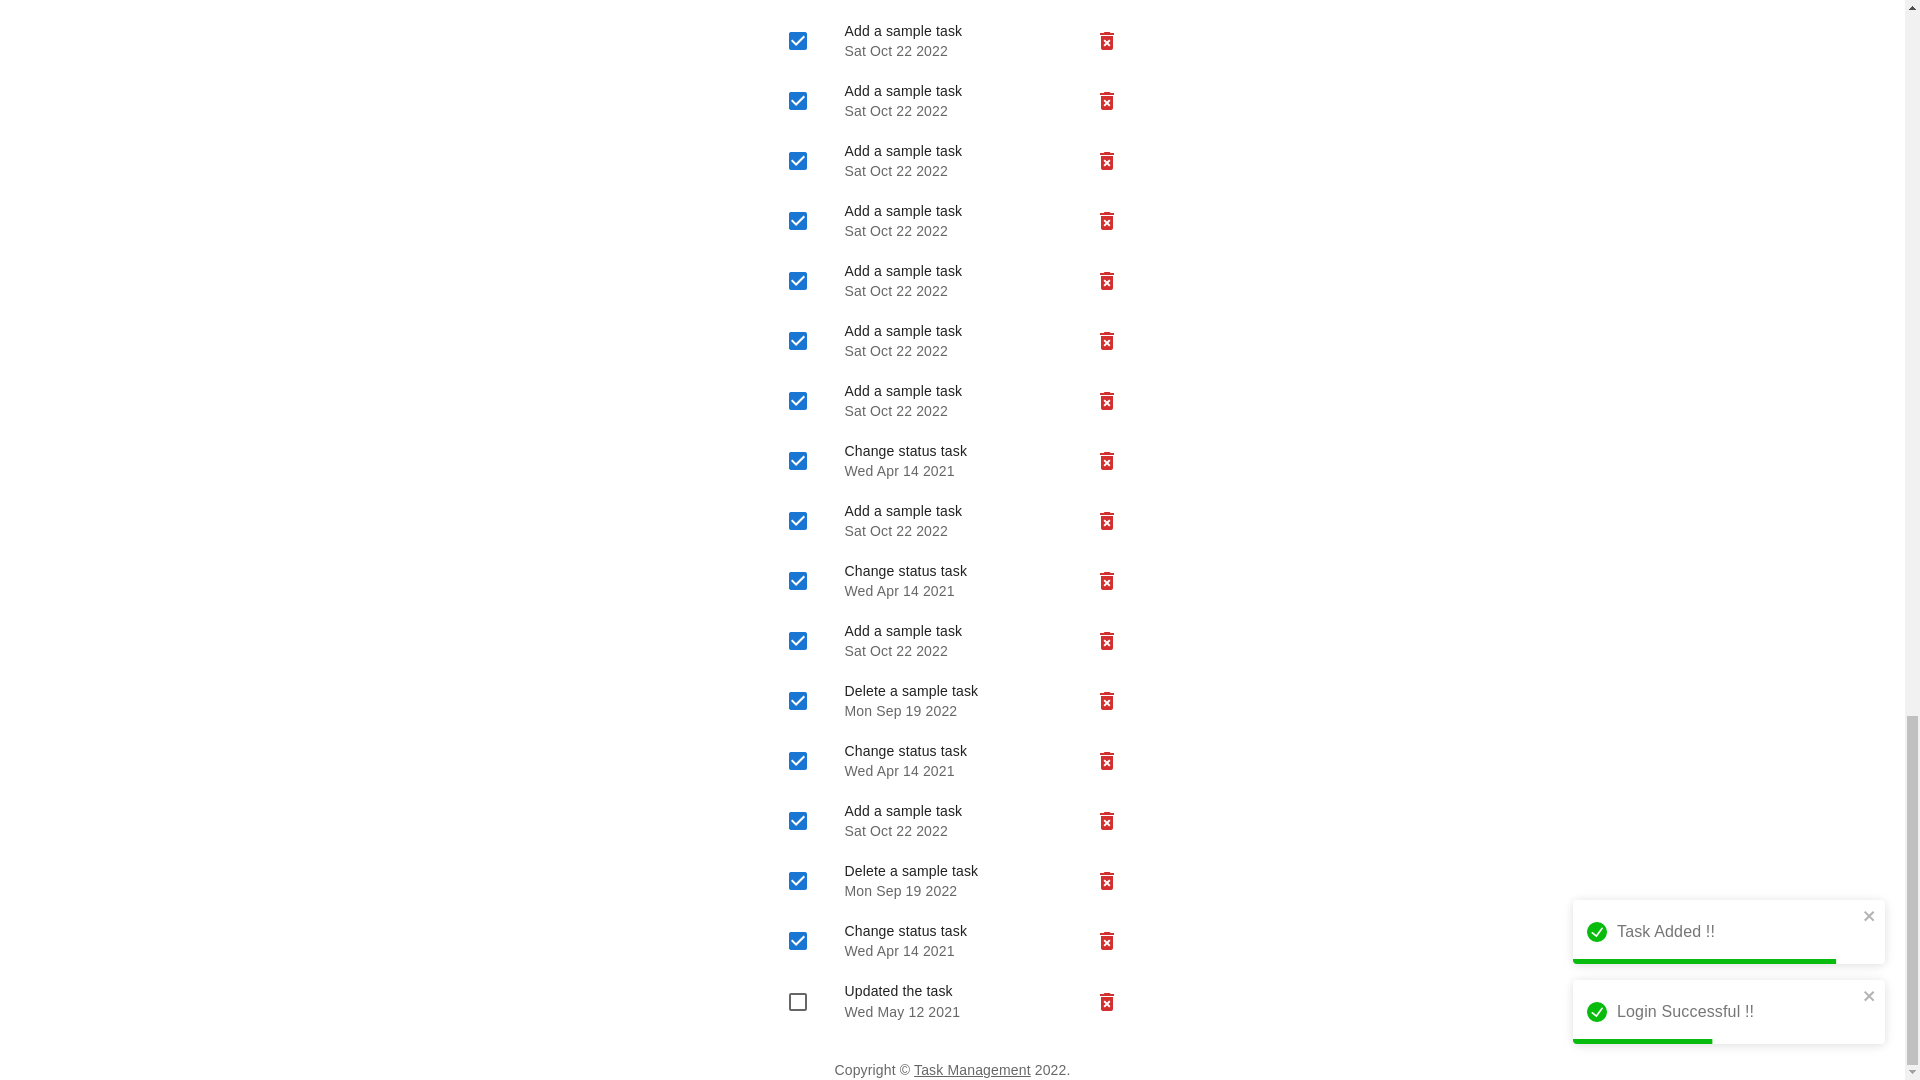 Add a sample task
Sat Oct 22 2022
Add a sample task
Sat Oct 22 2022
Add a sample task
Sat Oct 22 2022
Add a sample task
Sat Oct 22 2022
Add a sample task
Sat Oct 22 2022
Add a sample task
Sat Oct 22 2022
Add a sample task
Sat Oct 22 2022
Change status task
Wed Apr 14 2021
Add a sample task
Sat Oct 22 2022
Change status task
Wed Apr 14 2021
Add a sample task
Sat Oct 22 2022
Delete a sample task
Mon Sep 19 2022
Change status task
Wed Apr 14 2021
Add a sample task
Sat Oct 22 2022
Delete a sample task
Mon Sep 19 2022
Change status task
Wed Apr 14 2021
Updated the task
Wed May 12 2021
Task Added !!
Login Successful !!
Copyright © Task Management 2022.